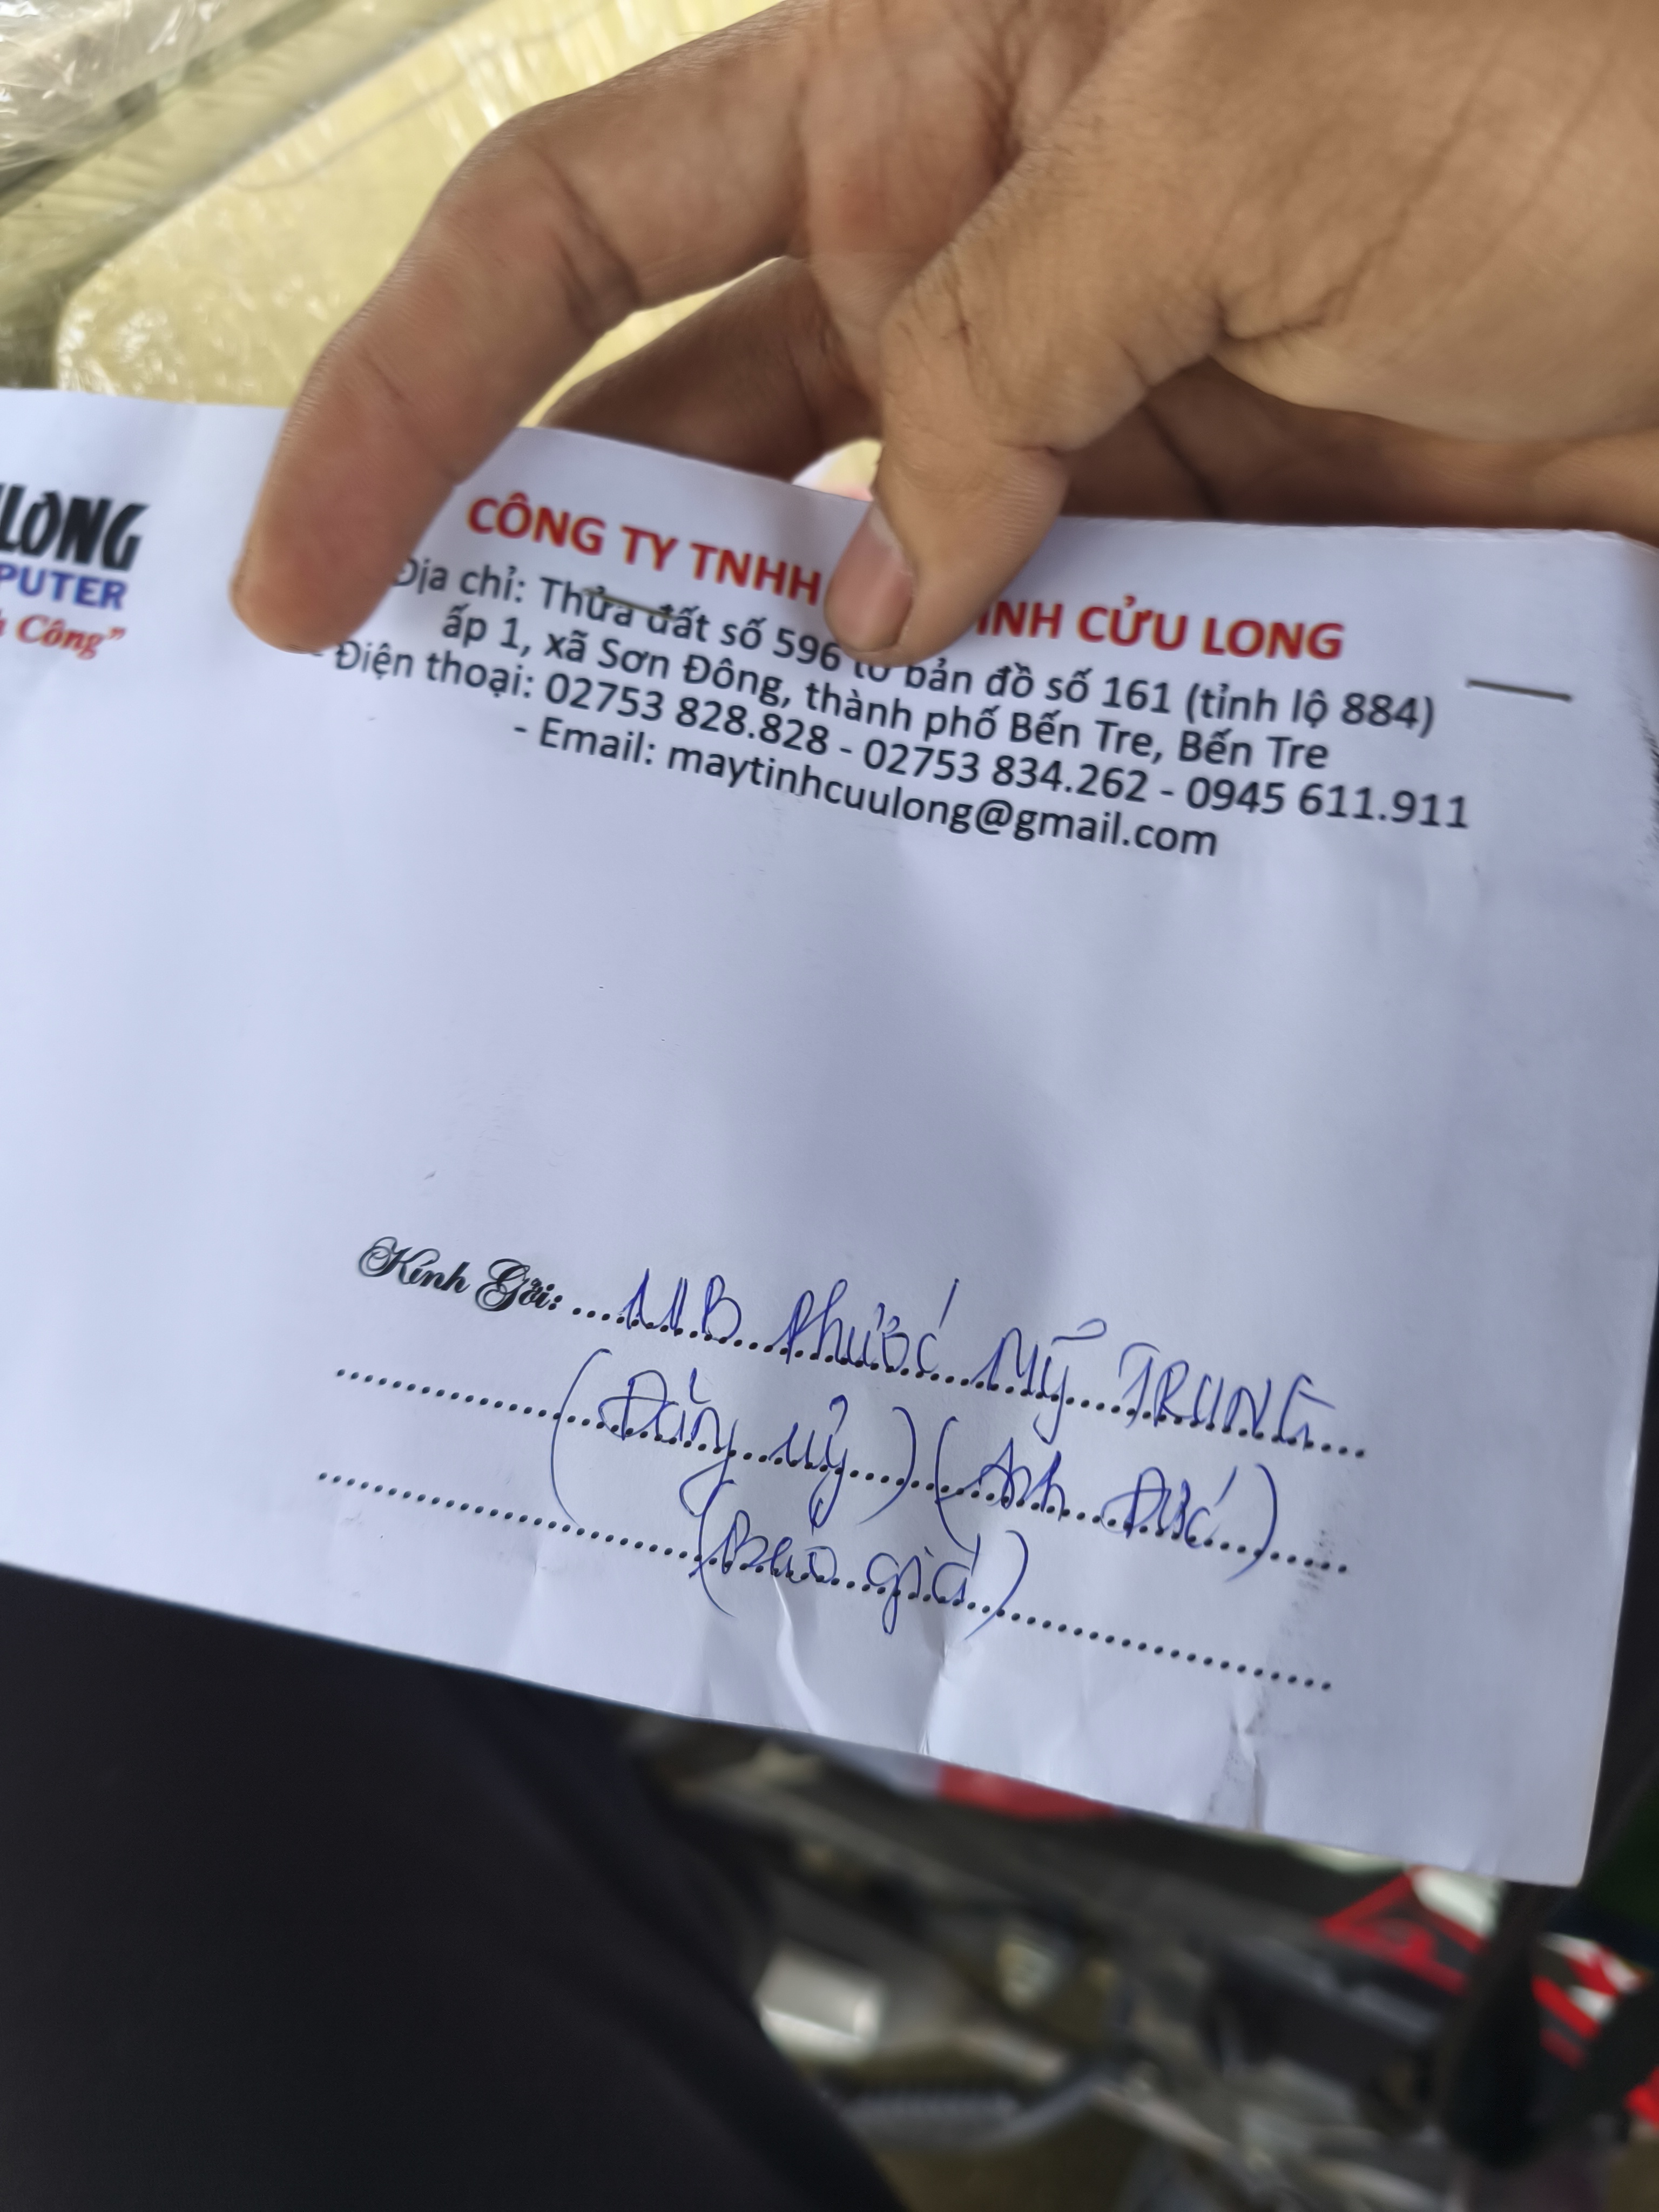 LONG
PUTER
Công”
CÔNG TY TNHH INH CỬU LONG
Địa chỉ: Thửa đất số 596 tờ bản đồ số 161 (tỉnh lộ 884)
ấp 1, xã Sơn Đông, thành phố Bến Tre, Bến Tre
- Điện thoại: 02753 828.828 - 02753 834.262 - 0945 611.911
- Email: maytinhcuulong@gmail.com
Kính Gởi: UB Phước Mỹ TRUNG
(Đảng uỷ) (Anh Đức)
(Báo giá)